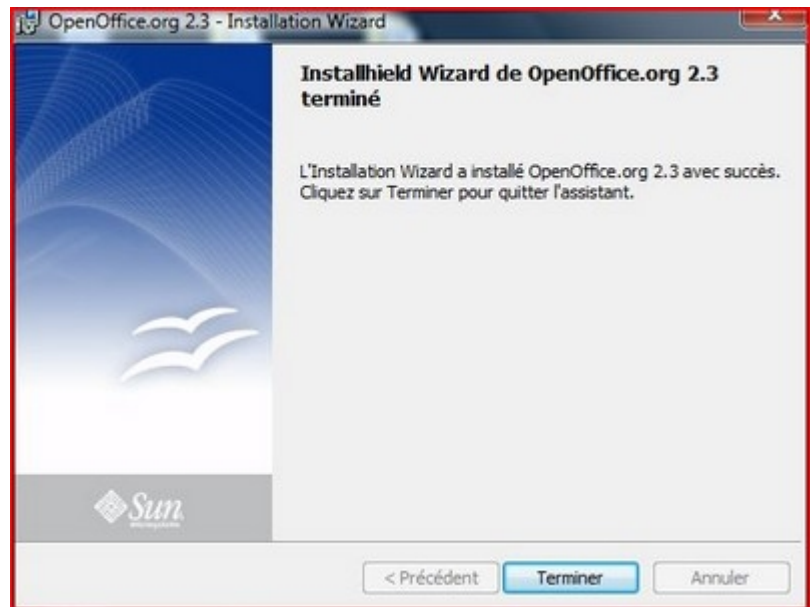 OpenOffice.org 2.3 - Installation Wizard
Installhield Wizard de OpenOffice.org 2.3
terminé
L'Installation Wizard a installé OpenOffice.org 2.3 avec succès.
Cliquez sur Terminer pour quitter l'assistant.
Sun
< Précédent Terminer Annuler